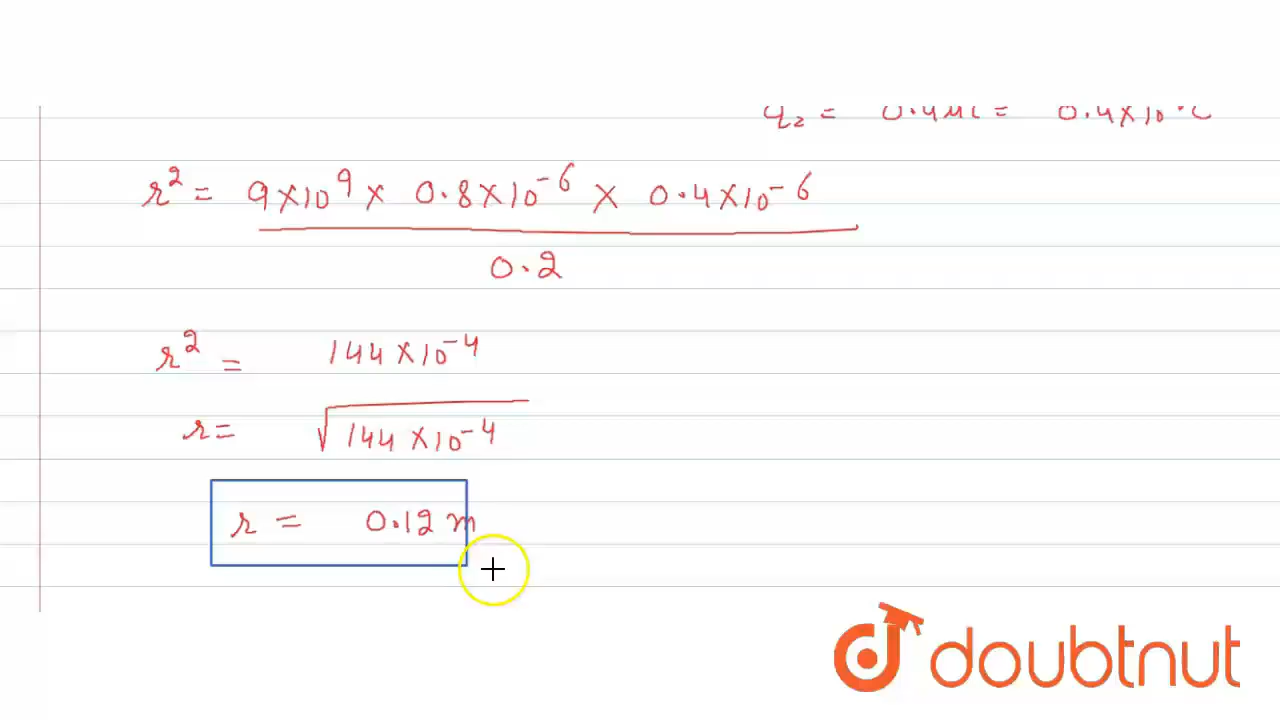 q₂ = 0.4μC = 0.4×10
r² = 9×10⁹ × 0.8×10⁻⁶ × 0.4×10⁻⁶
0.2
r² = 144×10⁻⁴
r = √144×10⁻⁴
r = 0.12 m
doubtnut